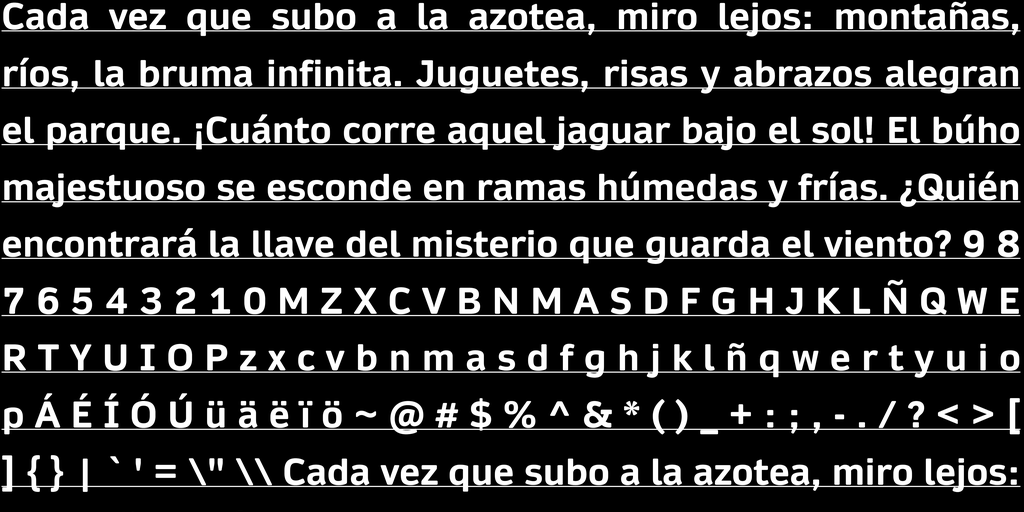 Cada vez que subo a la azotea, miro lejos: montañas,
ríos, la bruma infinita. Juguetes, risas y abrazos alegran
el parque. ¡Cuánto corre aquel jaguar bajo el sol! El búho
majestuoso se esconde en ramas húmedas y frías. ¿Quién
encontrará la llave del misterio que guarda el viento? 9 8
7 6 5 4 3 2 1 0 M Z X C V B N M A S D F G H J K L Ñ Q W E
R T Y U I O P z x c v b n m a s d f g h j k l ñ q w e r t y u i o
p Á É Í Ó Ú ü ä ë ï ö ~ @ # $ % ^ & * ( ) _ + : ; , - . / ? < > [
] { } | ` ' = \" \\ Cada vez que subo a la azotea, miro lejos: